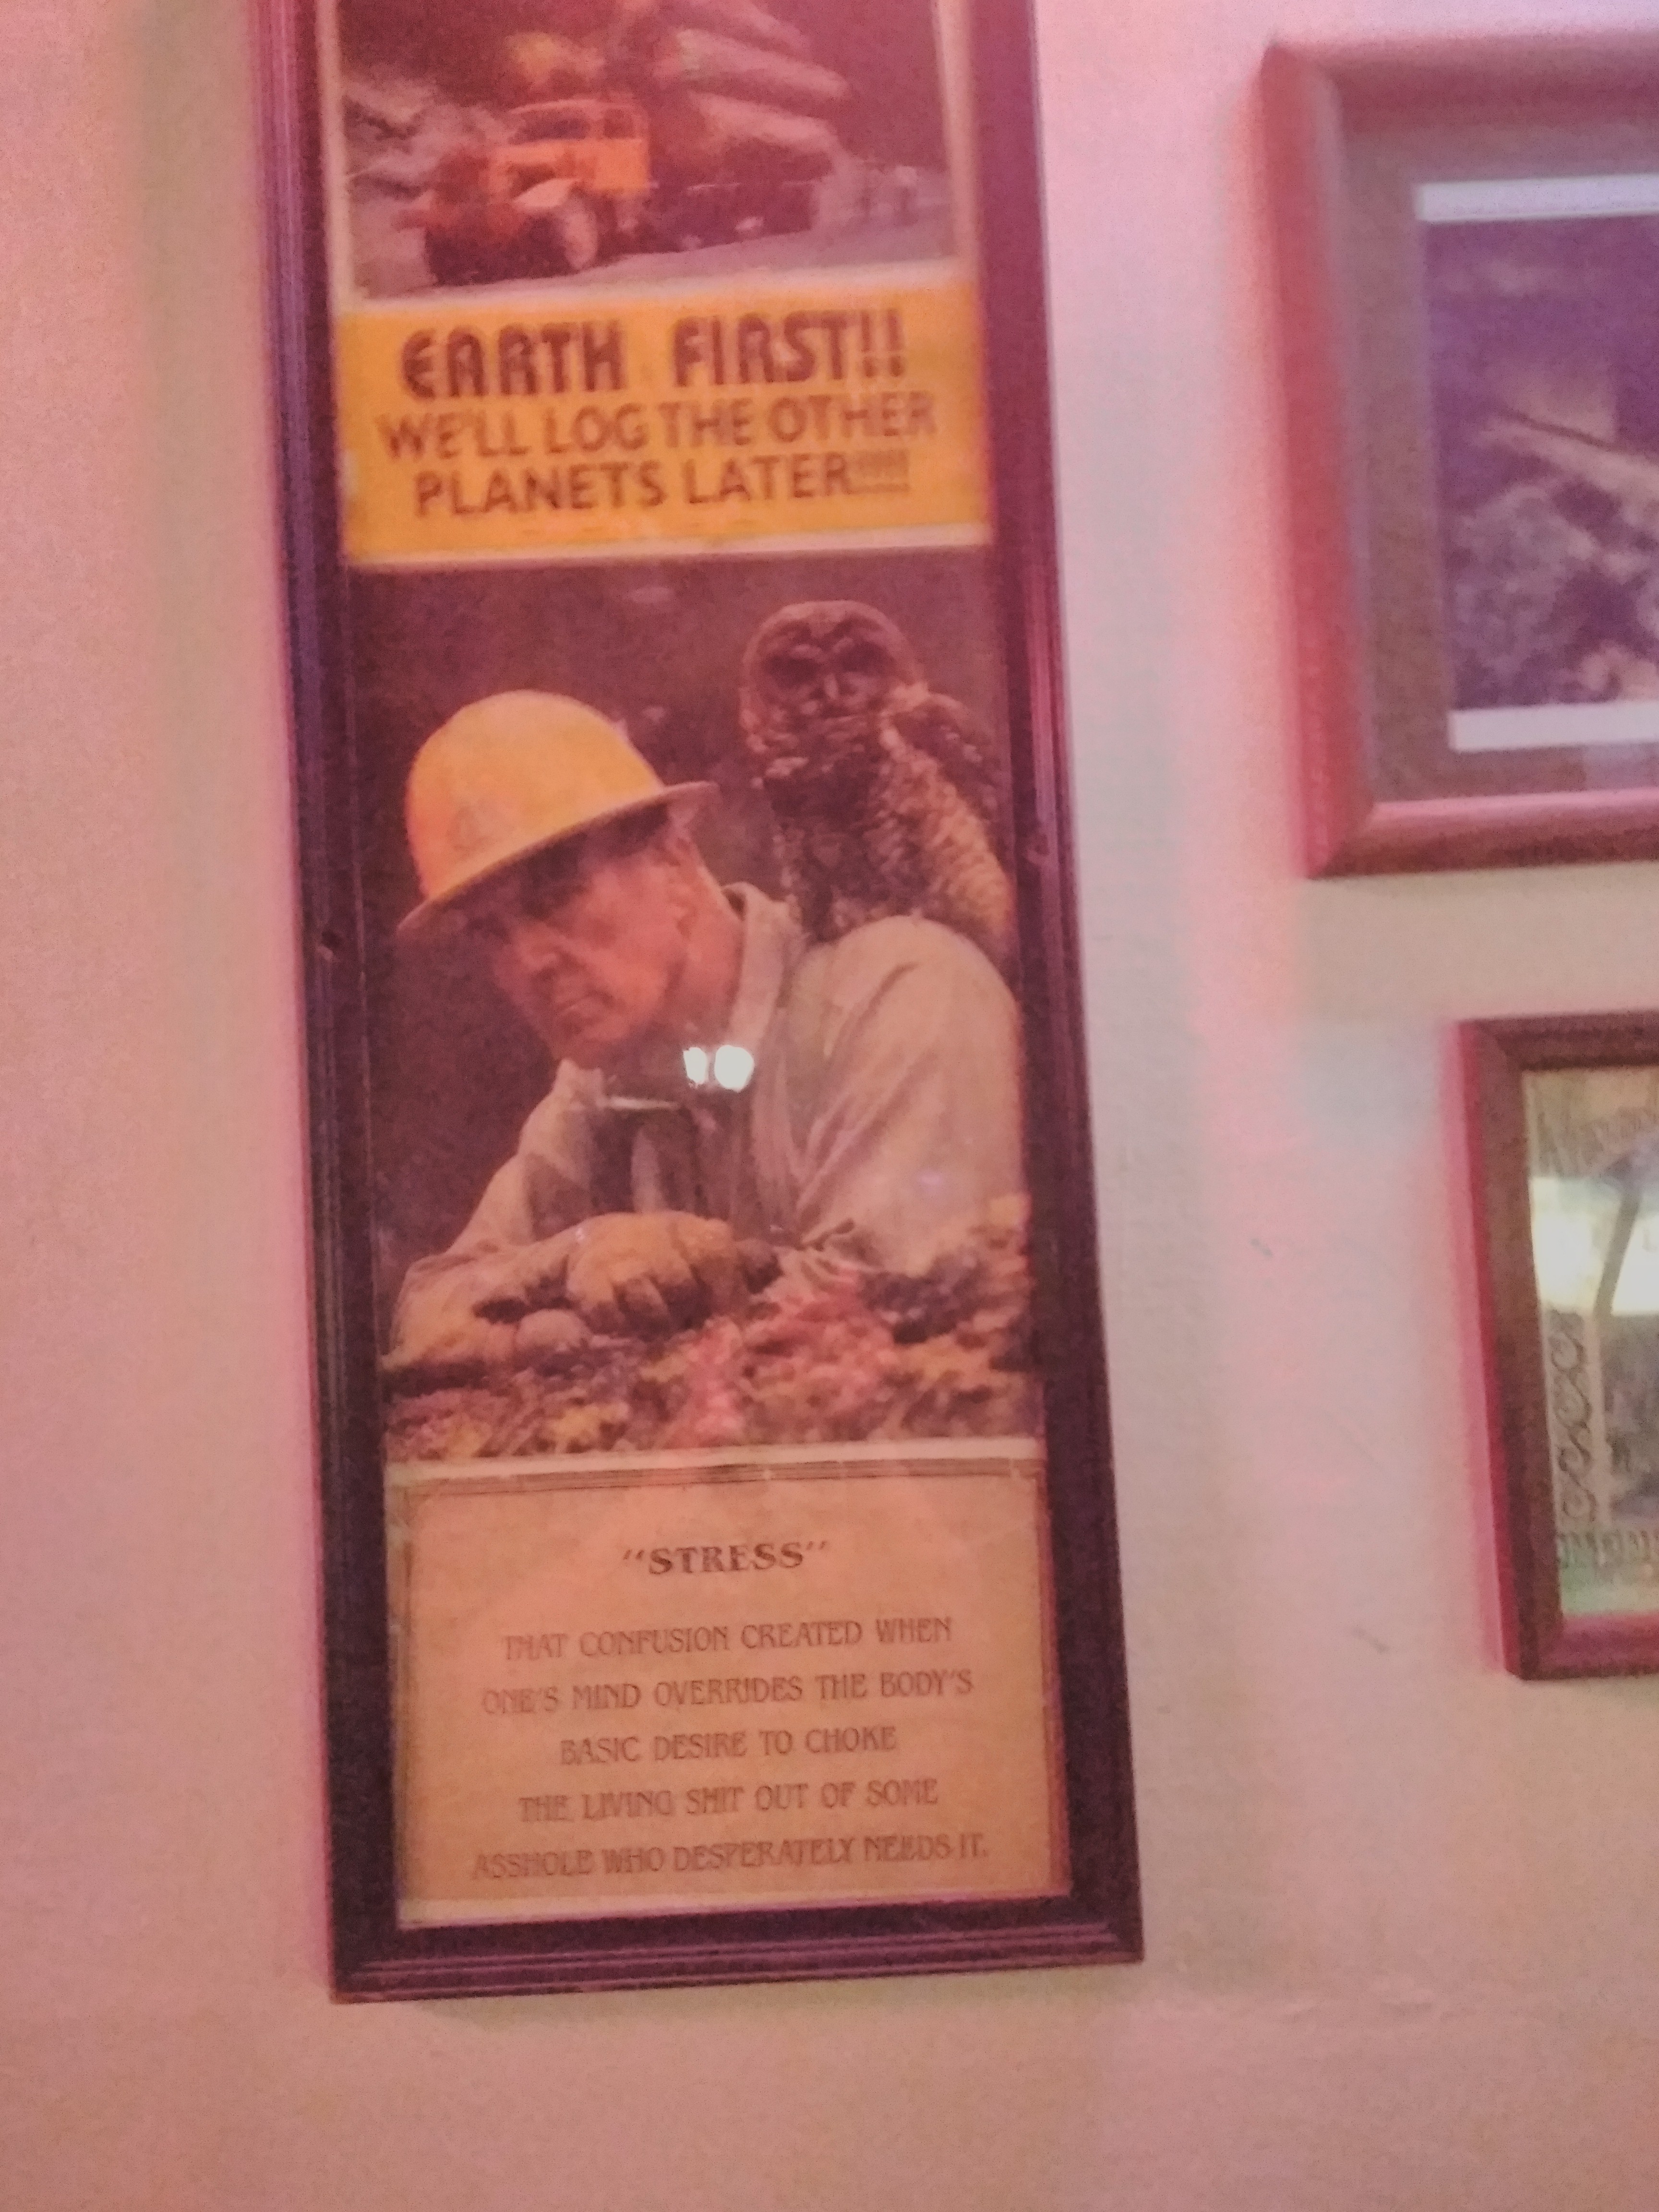 EARTH FIRST!!
WE'LL LOG THE OTHER
PLANETS LATER!!!!
"STRESS"
THAT CONFUSION CREATED WHEN
ONE'S MIND OVERRIDES THE BODY'S
BASIC DESIRE TO CHOKE
THE LIVING SHIT OUT OF SOME
ASSHOLE WHO DESPERATELY NEEDS IT.